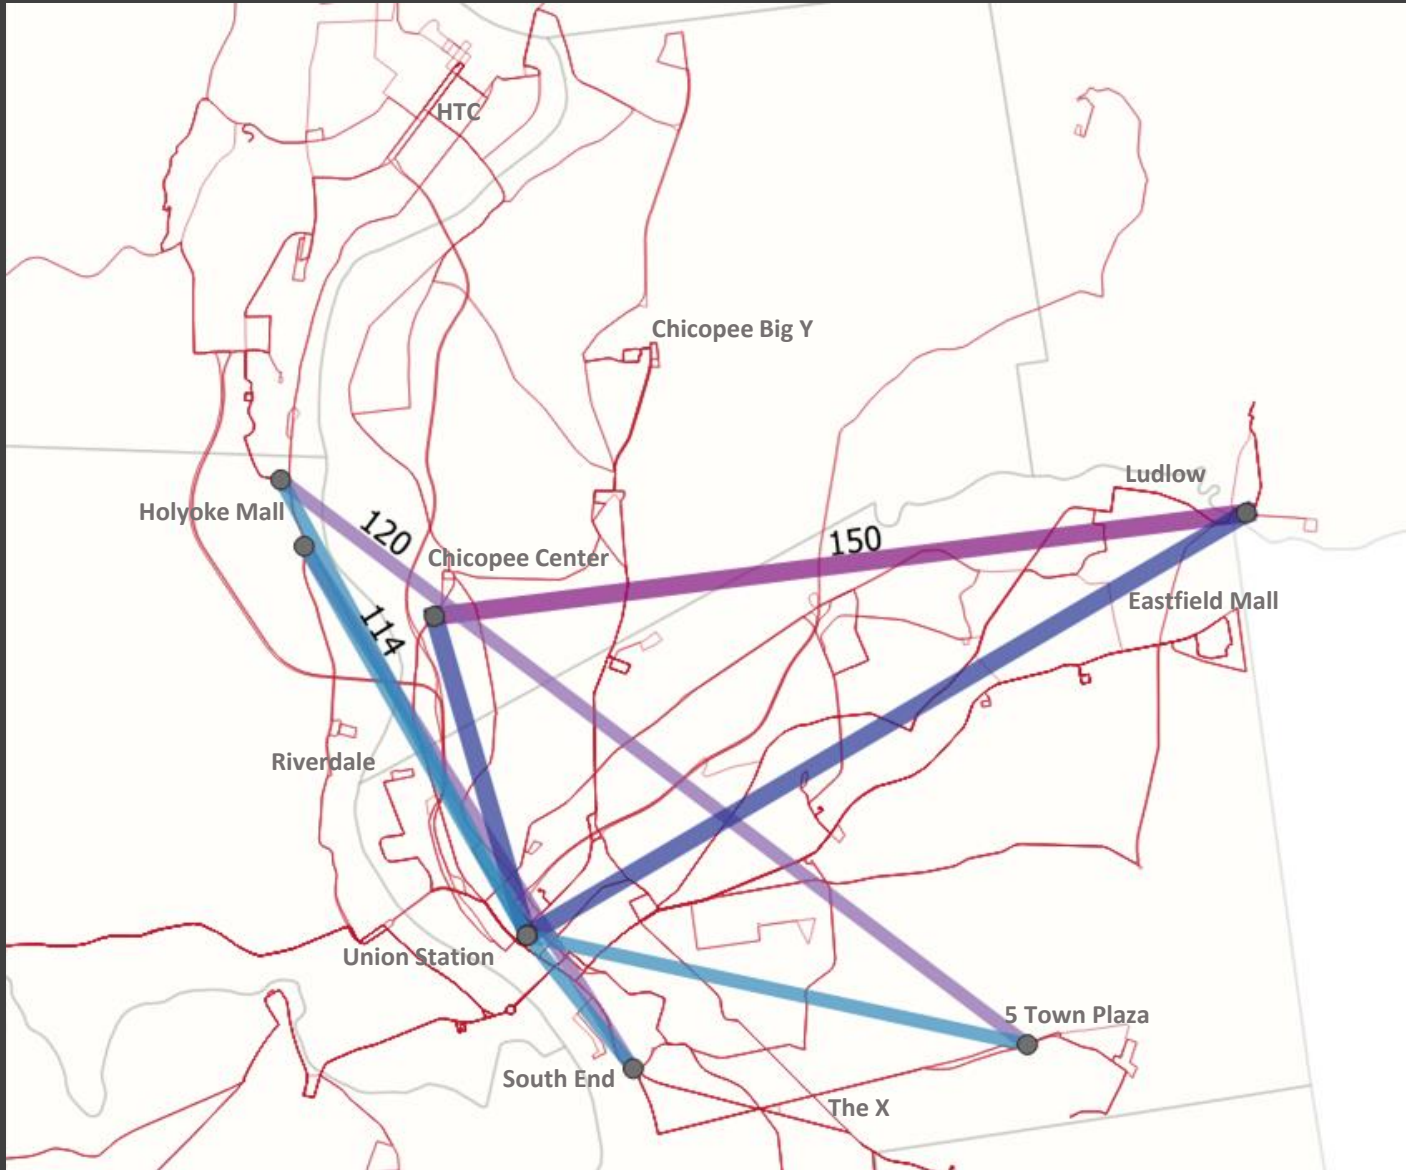 HTC
Chicopee Big Y
Ludlow
Holyoke Mall
120
150
Chicopee Center
Eastfield Mall
114
Riverdale
Union Station
5 Town Plaza
South End
The X